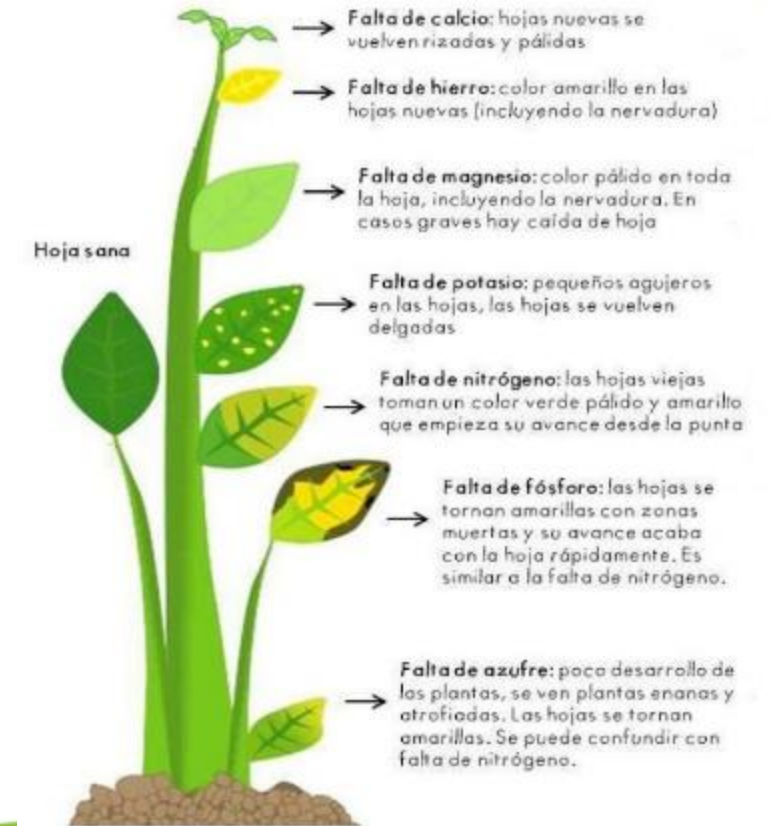 Falta de calcio: hojas nuevas se
vuelven rizadas y pálidas
Falta de hierro: color amarillo en las
hojas nuevas (incluyendo la nervadura)
Falta de magnesio: color pálido en toda
la hoja, incluyendo la nervadura. En
casos graves hay caída de hoja
Hoja sana
Falta de potasio: pequeños agujeros
en las hojas, las hojas se vuelven
delgadas
Falta de nitrógeno: las hojas viejas
toman un color verde pálido y amarillo
que empieza su avance desde la punta
Falta de fósforo: las hojas se
tornan amarillas con zonas
muertas y su avance acaba
con la hoja rápidamente. Es
similar a la falta de nitrógeno.
Falta de azufre: poco desarrollo de
las plantas, se ven plantas enanas y
atrofiadas. Las hojas se tornan
amarillas. Se puede confundir con
falta de nitrógeno.